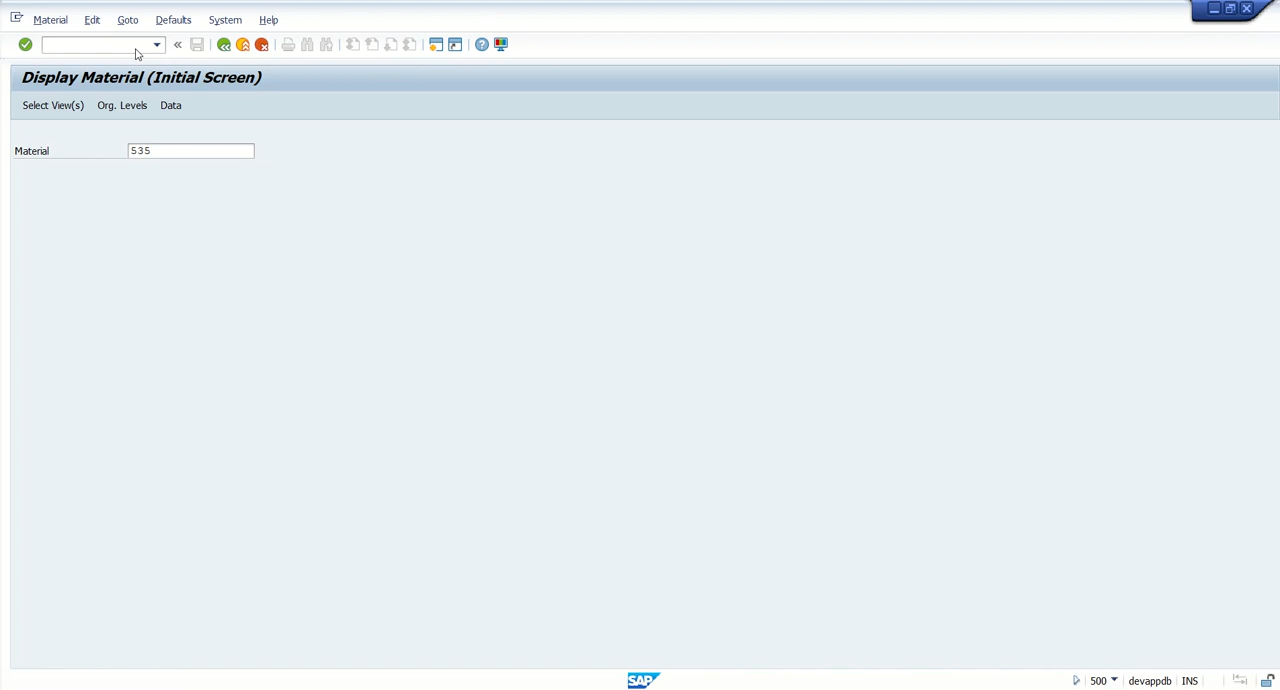 Material Edit Goto Defaults System Help
«
Display Material (Initial Screen)
Select View(s) Org. Levels Data
Material 535
SAP 500 devappdb INS